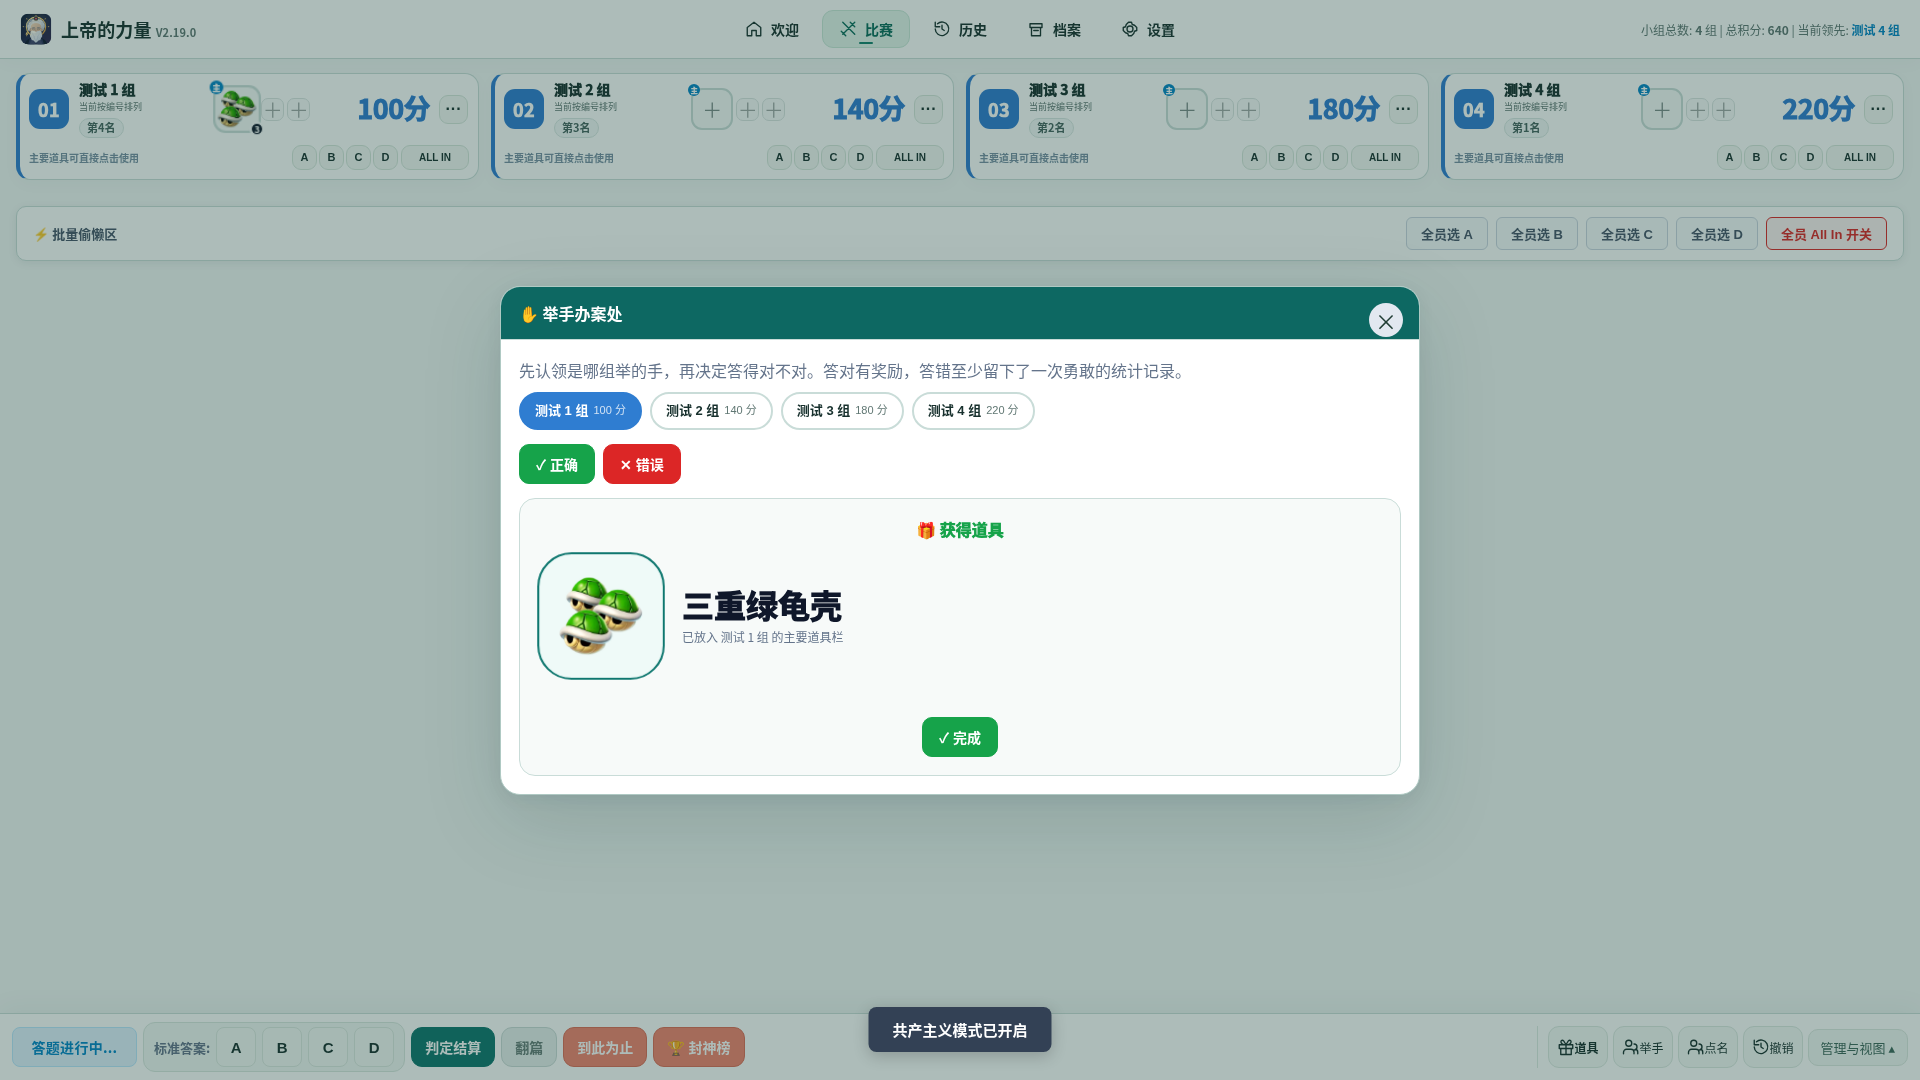 上帝的力量 V2.19.0
欢迎
比赛
历史
档案
设置
小组总数: 4 组 | 总积分: 640 | 当前领先: 测试 4 组
01
测试 1 组
当前按编号排列
第4名
主
3
100分
...
主要道具可直接点击使用
A B C D ALL IN
02
测试 2 组
当前按编号排列
第3名
主
140分
...
主要道具可直接点击使用
A B C D ALL IN
03
测试 3 组
当前按编号排列
第2名
主
180分
...
主要道具可直接点击使用
A B C D ALL IN
04
测试 4 组
当前按编号排列
第1名
主
220分
...
主要道具可直接点击使用
A B C D ALL IN
⚡ 批量偷懒区
全员选 A
全员选 B
全员选 C
全员选 D
全员 All In 开关
✋ 举手办案处
先认领是哪组举的手，再决定答得对不对。答对有奖励，答错至少留下了一次勇敢的统计记录。
测试 1 组 100 分
测试 2 组 140 分
测试 3 组 180 分
测试 4 组 220 分
✓ 正确
✕ 错误
🎁 获得道具
三重绿龟壳
已放入 测试 1 组 的主要道具栏
✓ 完成
共产主义模式已开启
答题进行中...
标准答案: A B C D
判定结算
翻篇
到此为止
🏆 封神榜
道具
举手
点名
撤销
管理与视图 ▴